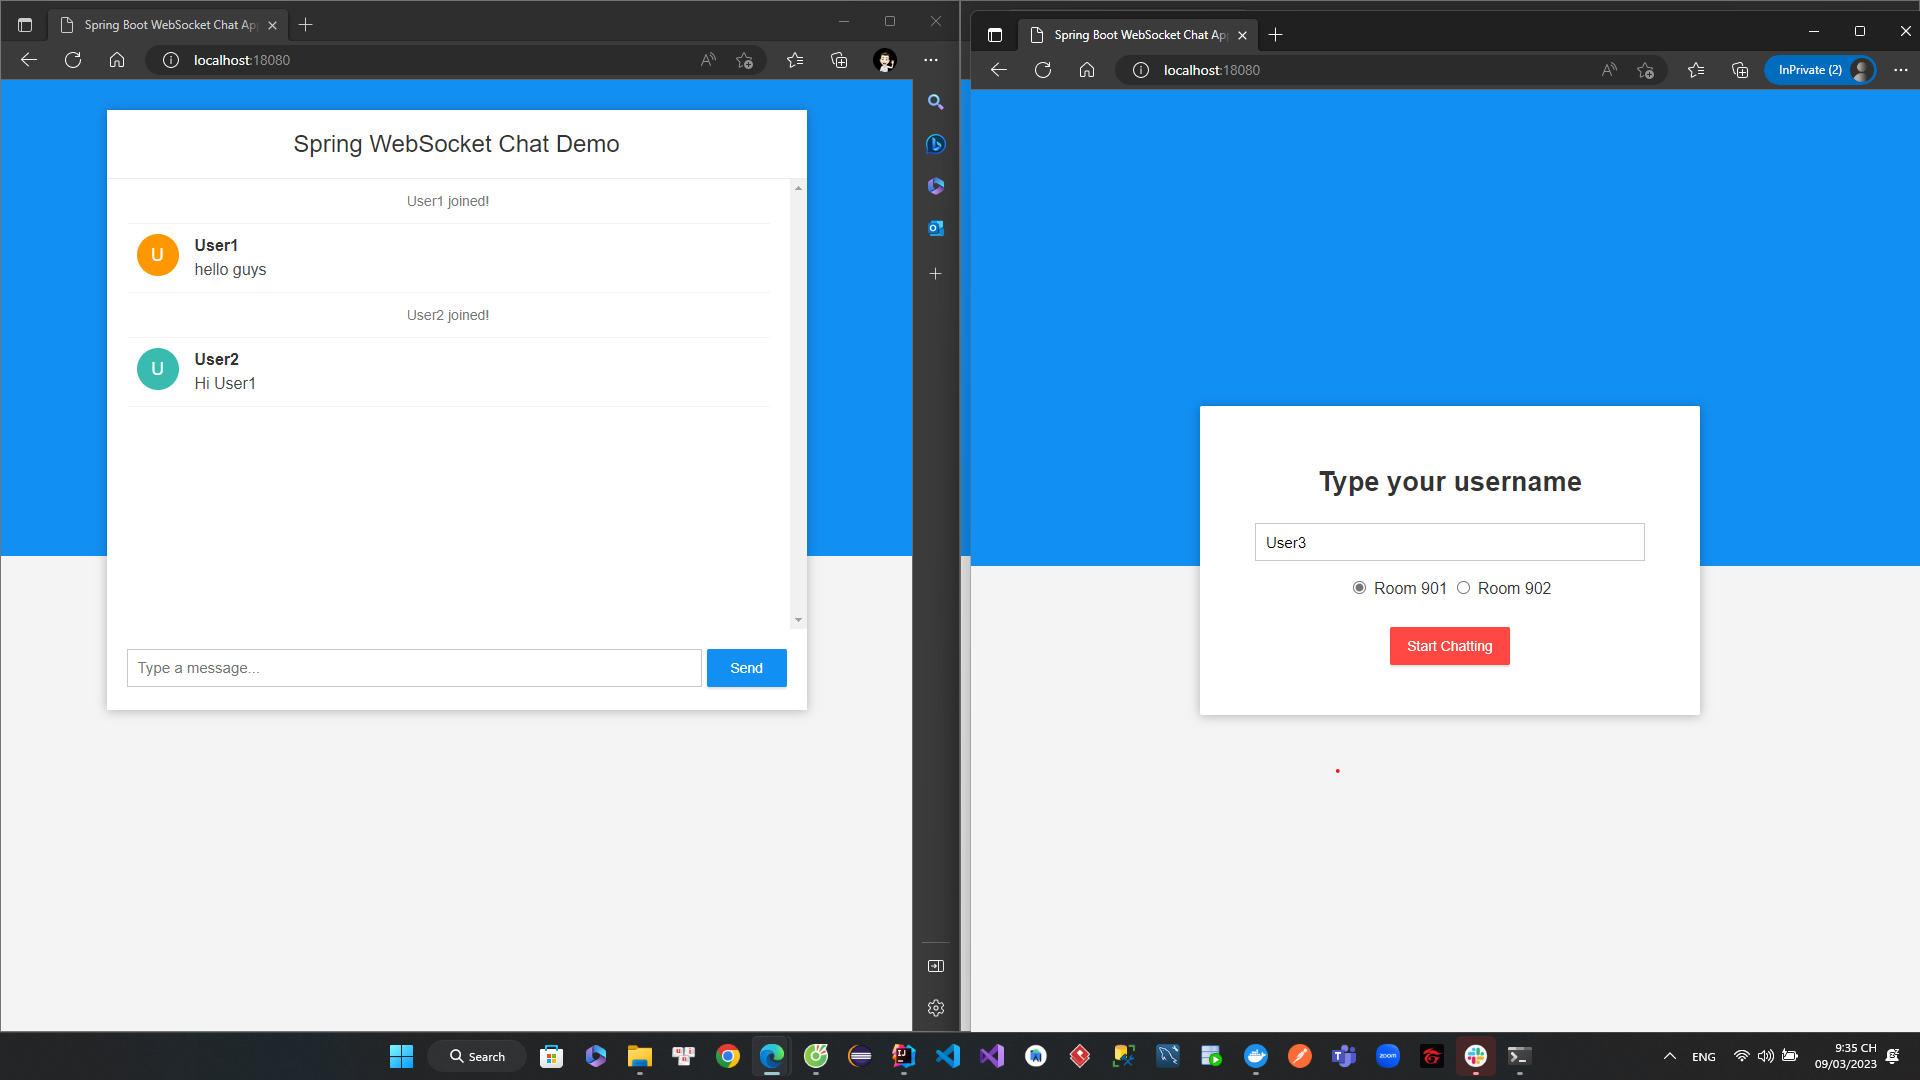 Spring Boot WebSocket Chat Ap
localhost:18080
Spring WebSocket Chat Demo
User1 joined!
U
User1
hello guys
User2 joined!
U
User2
Hi User1
Type a message...
Send
Spring Boot WebSocket Chat Ap
localhost:18080
InPrivate (2)
Type your username
User3
Room 901
Room 902
Start Chatting
Search
zoom
ENG
9:35 CH
09/03/2023